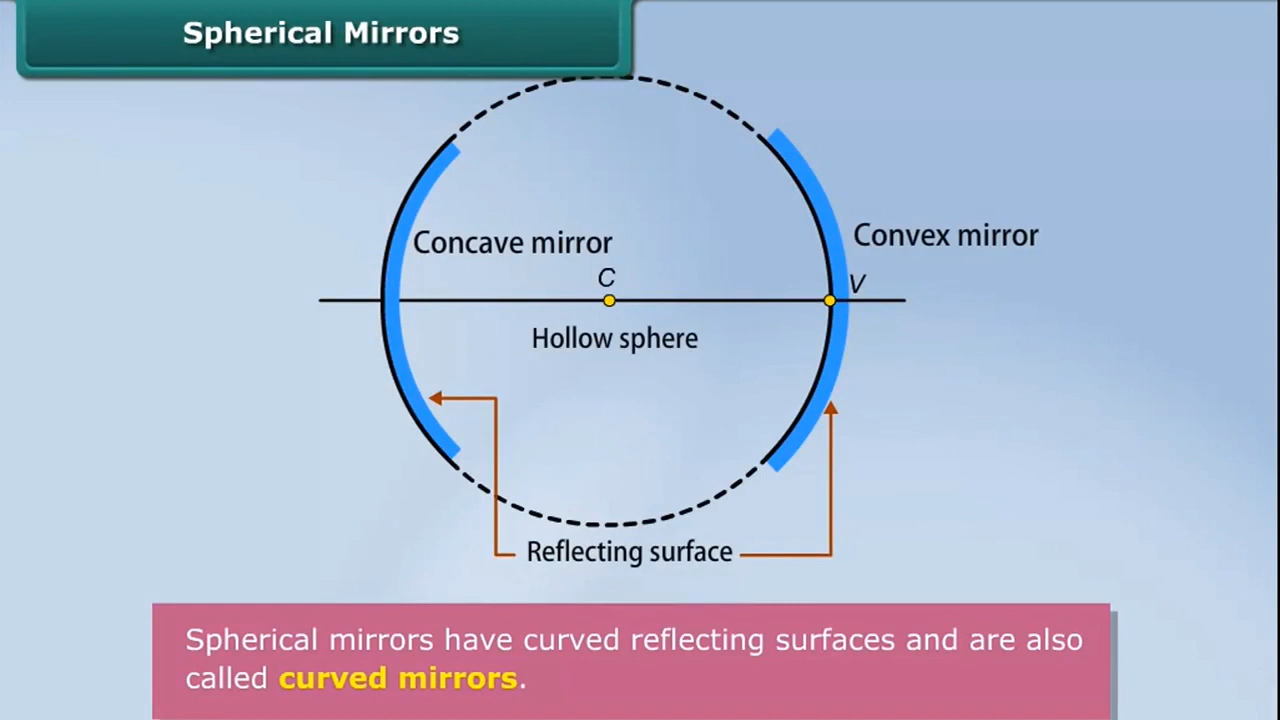 Spherical Mirrors
Concave mirror
Convex mirror
C
V
Hollow sphere
Reflecting surface
Spherical mirrors have curved reflecting surfaces and are also
called curved mirrors.